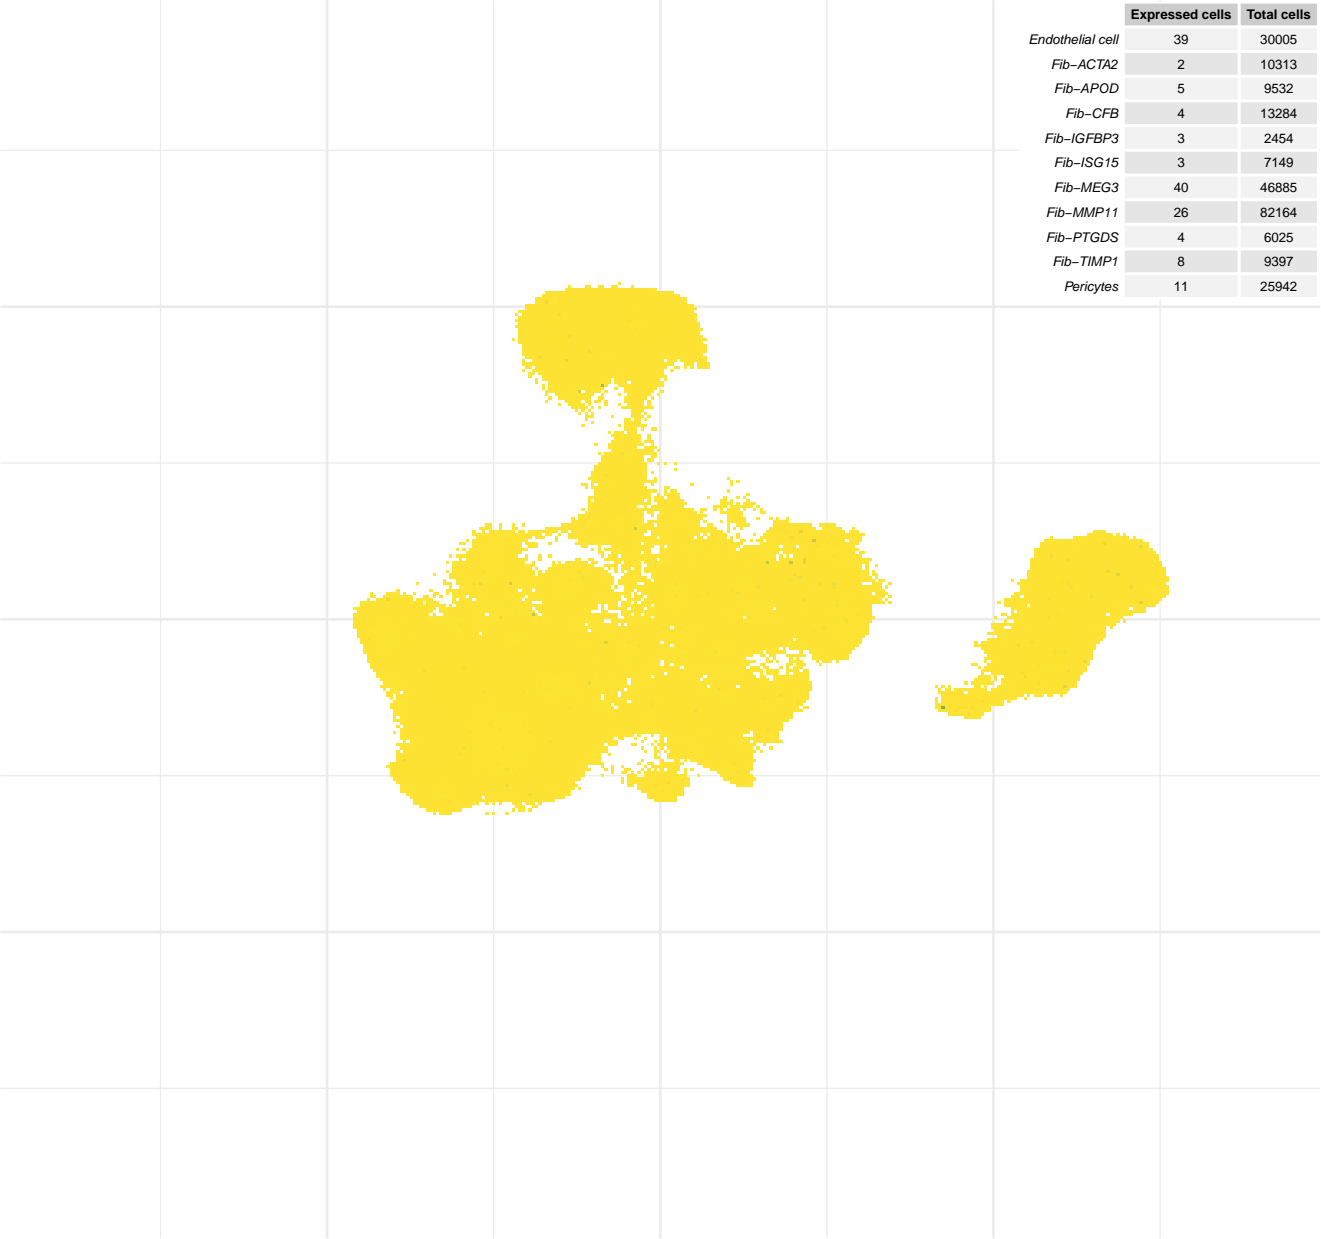 Expressed cells Total cells
Endothelial cell 39 30005
Fib−ACTA2 2 10313
Fib−APOD 5 9532
Fib−CFB 4 13284
Fib−IGFBP3 3 2454
Fib−ISG15 3 7149
Fib−MEG3 40 46885
Fib−MMP11 26 82164
Fib−PTGDS 4 6025
Fib−TIMP1 8 9397
Pericytes 11 25942